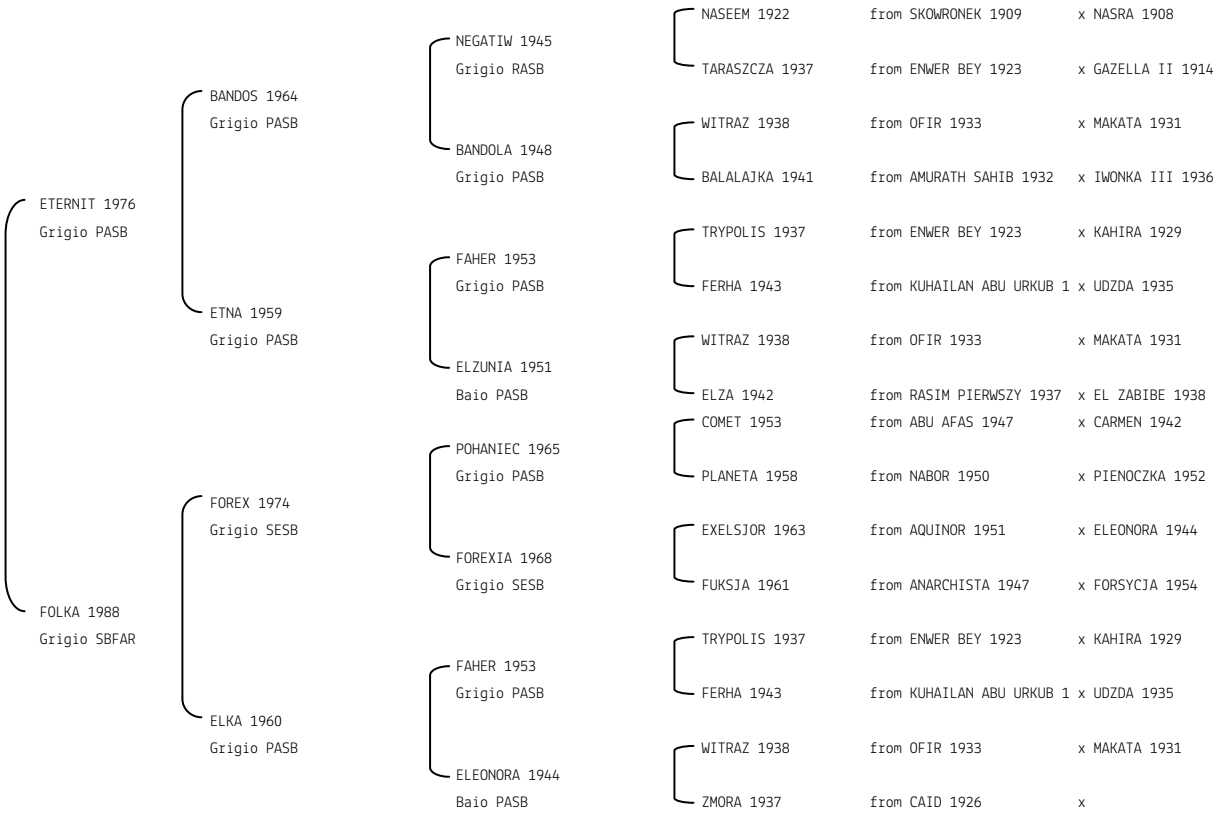 NASEEM 1922 from SKOWRONEK 1909 x NASRA 1908
NEGATIW 1945
Grigio RASB
TARASZCZA 1937 from ENWER BEY 1923 x GAZELLA II 1914
BANDOS 1964
Grigio PASB
WITRAZ 1938 from OFIR 1933 x MAKATA 1931
BANDOLA 1948
Grigio PASB
BALALAJKA 1941 from AMURATH SAHIB 1932 x IWONKA III 1936
ETERNIT 1976
Grigio PASB
TRYPOLIS 1937 from ENWER BEY 1923 x KAHIRA 1929
FAHER 1953
Grigio PASB
FERHA 1943 from KUHAILAN ABU URKUB 1 x UDZDA 1935
ETNA 1959
Grigio PASB
WITRAZ 1938 from OFIR 1933 x MAKATA 1931
ELZUNIA 1951
Baio PASB
ELZA 1942 from RASIM PIERWSZY 1937 x EL ZABIBE 1938
COMET 1953 from ABU AFAS 1947 x CARMEN 1942
POHANIEC 1965
Grigio PASB
PLANETA 1958 from NABOR 1950 x PIENOCZKA 1952
FOREX 1974
Grigio SESB
EXELSJOR 1963 from AQUINOR 1951 x ELEONORA 1944
FOREXIA 1968
Grigio SESB
FUKSJA 1961 from ANARCHISTA 1947 x FORSYCJA 1954
FOLKA 1988
Grigio SBFAR
TRYPOLIS 1937 from ENWER BEY 1923 x KAHIRA 1929
FAHER 1953
Grigio PASB
FERHA 1943 from KUHAILAN ABU URKUB 1 x UDZDA 1935
ELKA 1960
Grigio PASB
WITRAZ 1938 from OFIR 1933 x MAKATA 1931
ELEONORA 1944
Baio PASB
ZMORA 1937 from CAID 1926 x